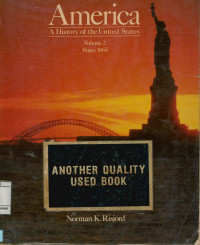 America
A History of the United States
Volume 2
Since 1865
ANOTHER QUALITY
USED BOOK
Norman K. Risjord